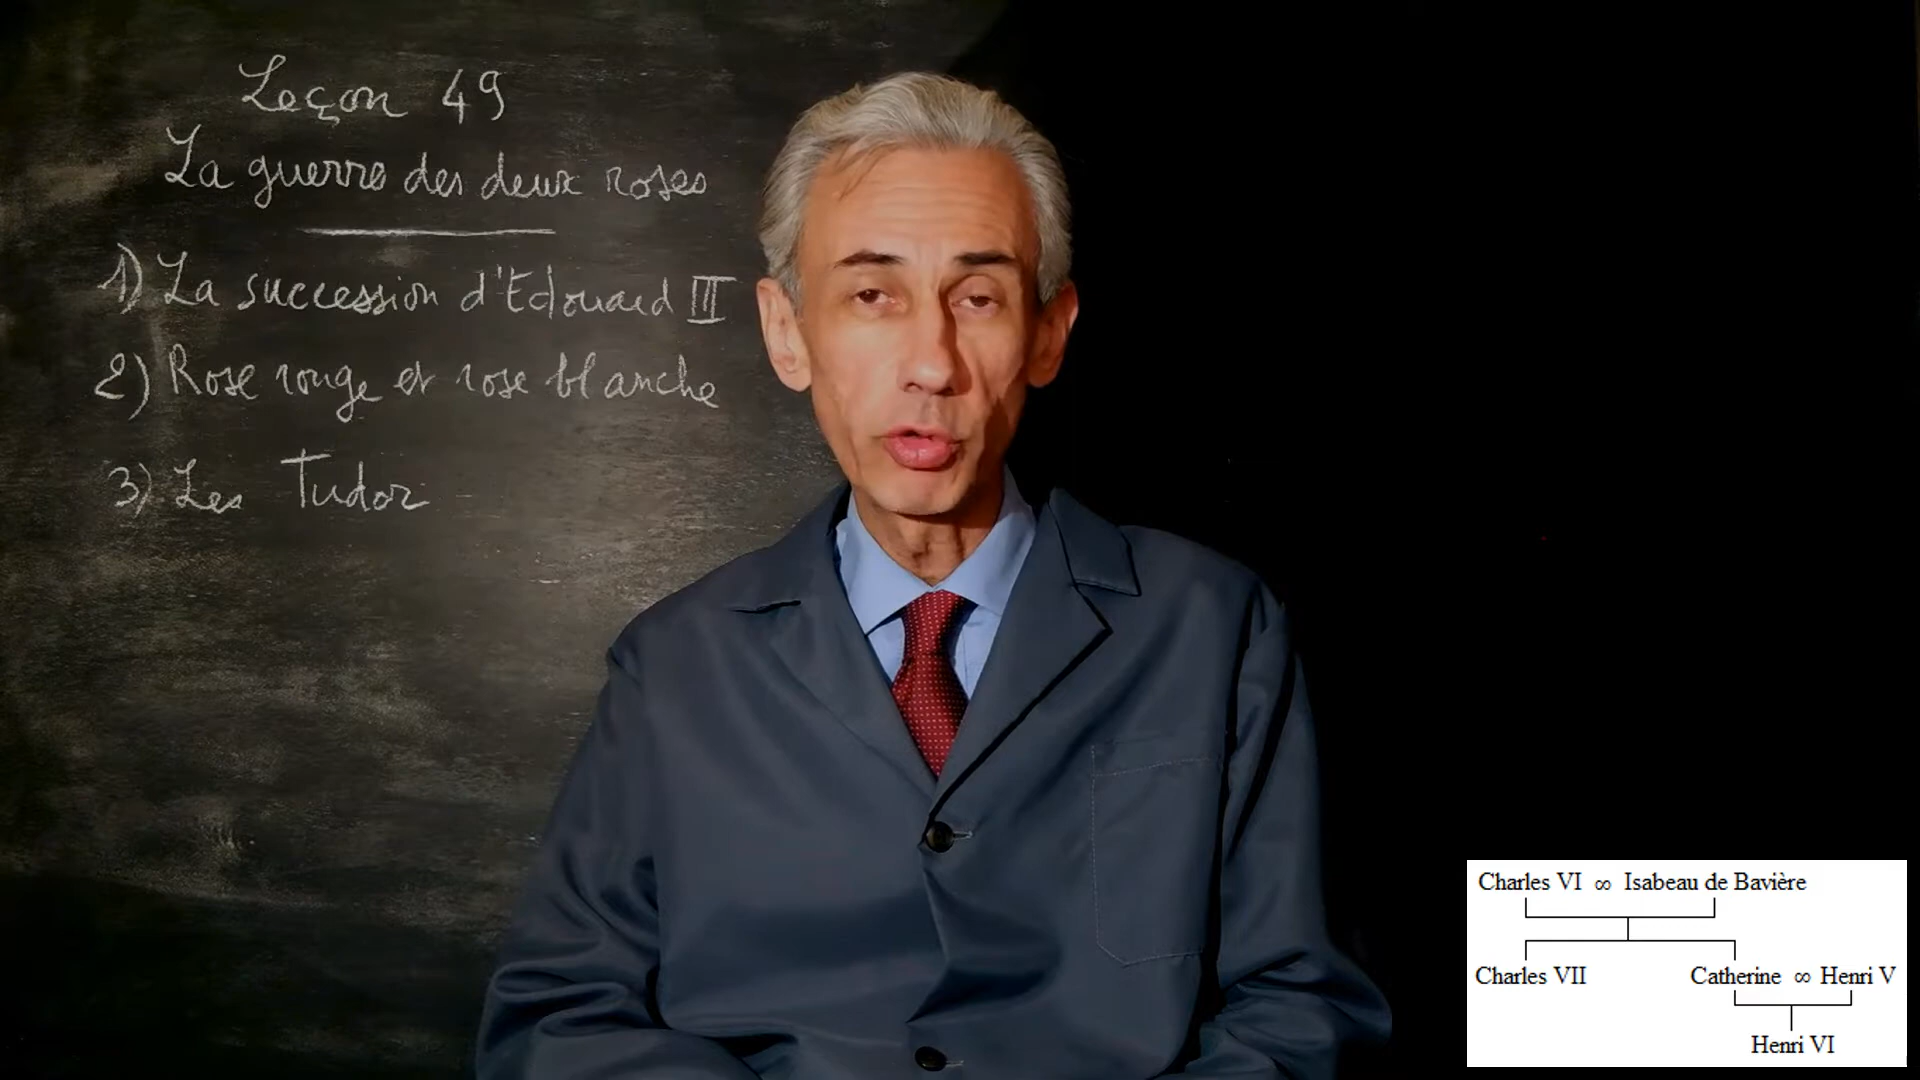 Leçon 49
La guerre des deux roses
1) La succession d'Edouard III
2) Rose rouge et rose blanche
3) Les Tudor
Charles VI ∞ Isabeau de Bavière
Charles VII
Catherine ∞ Henri V
Henri VI